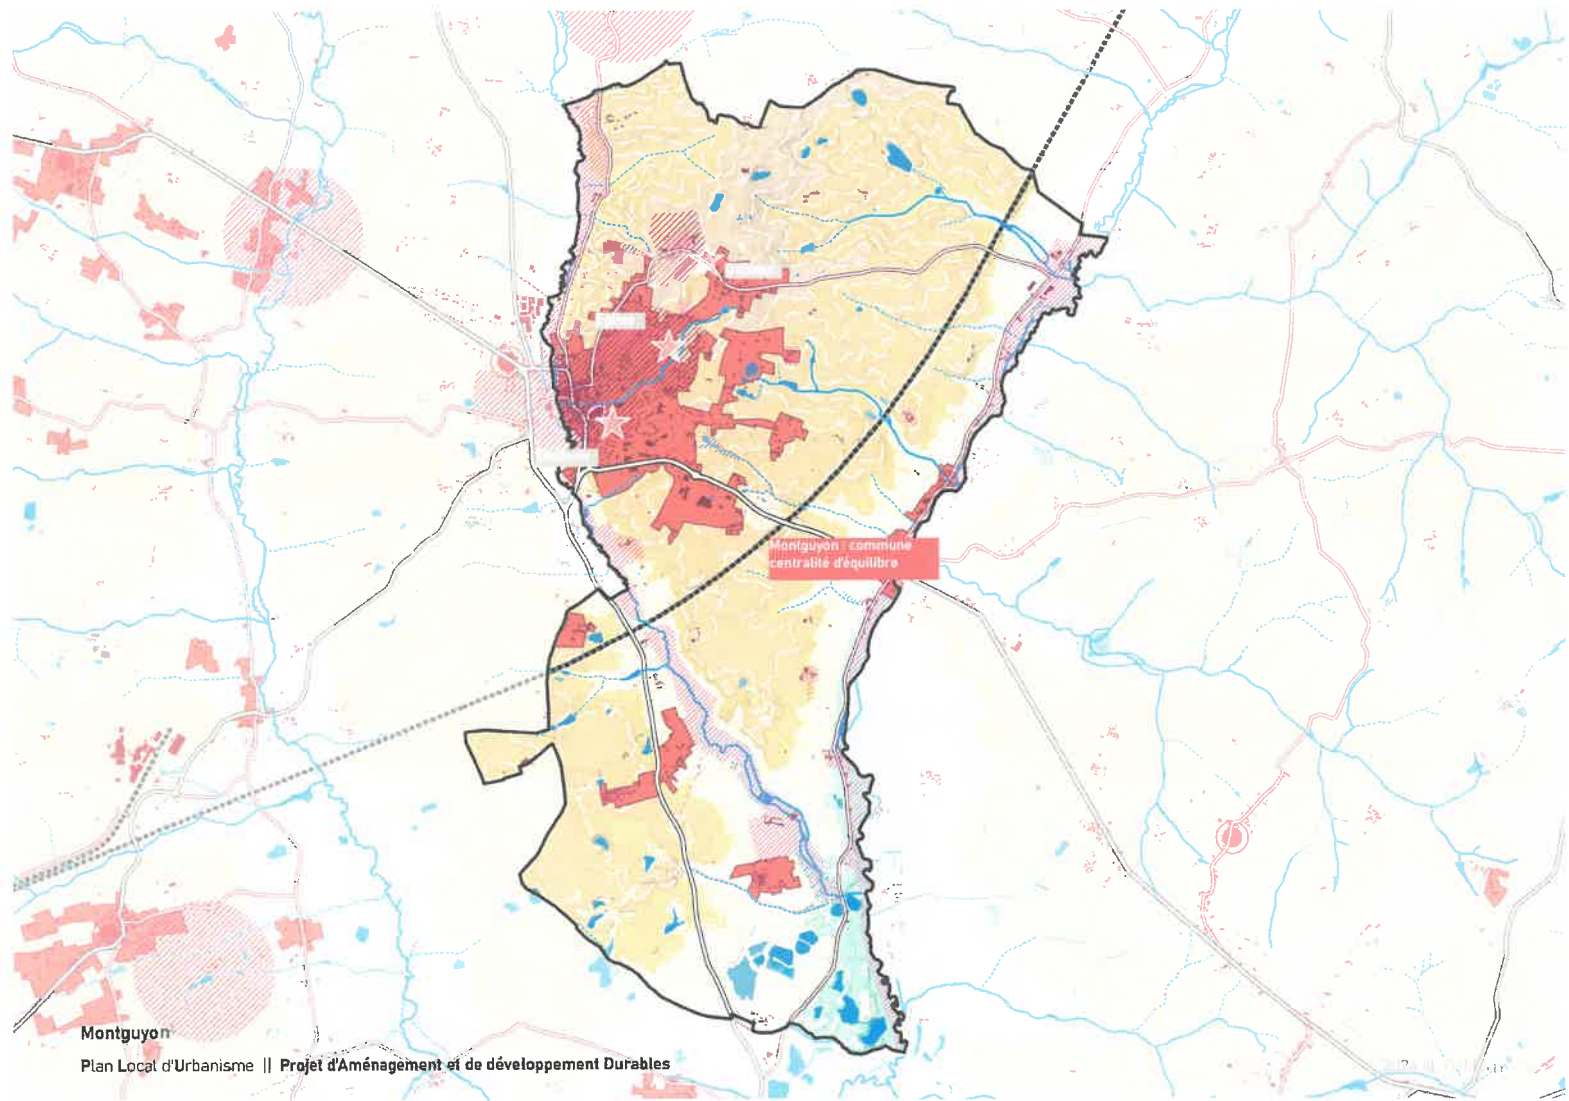 Montguyon : commune
centralité d'équilibre
Montguyon
Plan Local d'Urbanisme || Projet d'Aménagement et de développement Durables